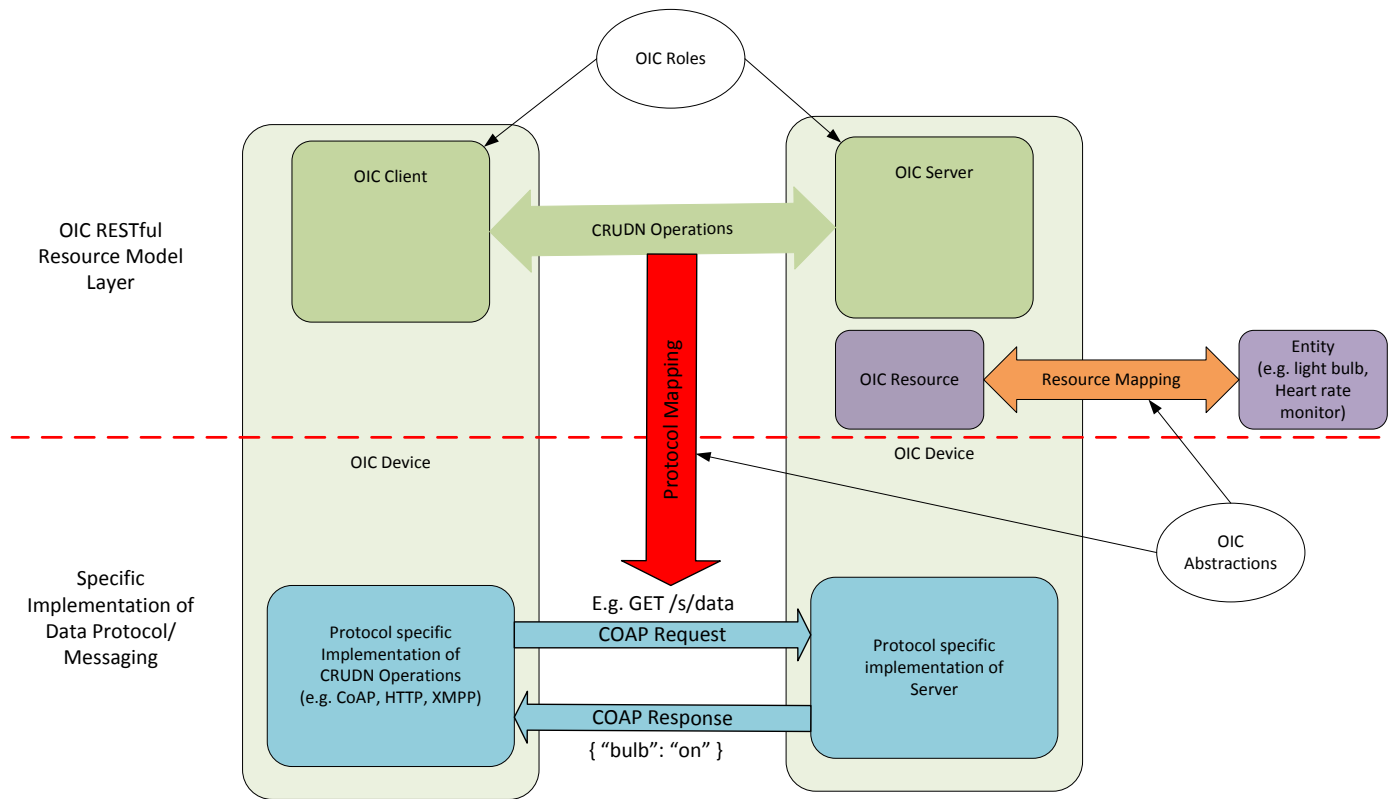 OIC Roles
OIC Client
OIC Server
OIC RESTful
Resource Model
Layer
CRUDN Operations
Protocol Mapping
OIC Resource
Resource Mapping
Entity
(e.g. light bulb,
Heart rate
monitor)
OIC Device
OIC Device
OIC
Abstractions
Specific
Implementation of
Data Protocol/
Messaging
E.g. GET /s/data
COAP Request
Protocol specific
Implementation of
CRUDN Operations
(e.g. CoAP, HTTP, XMPP)
Protocol specific
implementation of
Server
COAP Response
{ “bulb”: “on” }